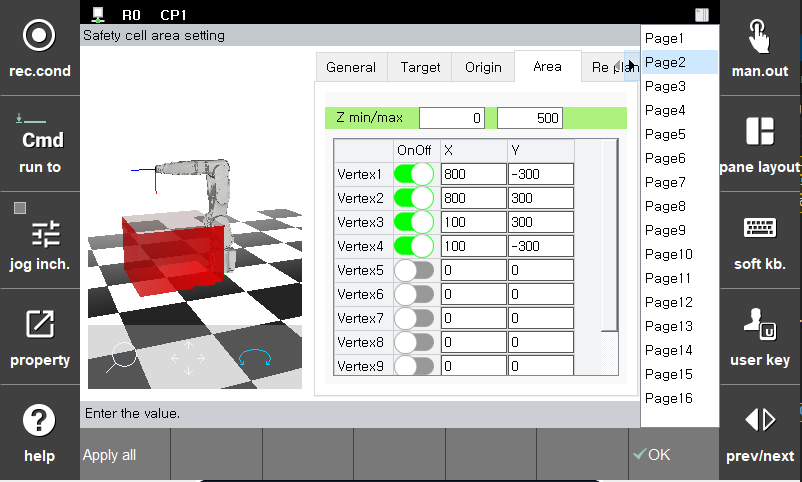 R0 CP1
Safety cell area setting
rec.cond
Cmd
run to
jog inch.
property
help
General Target Origin Area Re plan
Z min/max 0 500
OnOff X Y
Vertex1 800 -300
Vertex2 800 300
Vertex3 100 300
Vertex4 100 -300
Vertex5 0 0
Vertex6 0 0
Vertex7 0 0
Vertex8 0 0
Vertex9 0 0
Page1
Page2
Page3
Page4
Page5
Page6
Page7
Page8
Page9
Page10
Page11
Page12
Page13
Page14
Page15
Page16
man.out
pane layout
soft kb.
U
user key
prev/next
Enter the value.
Apply all
OK